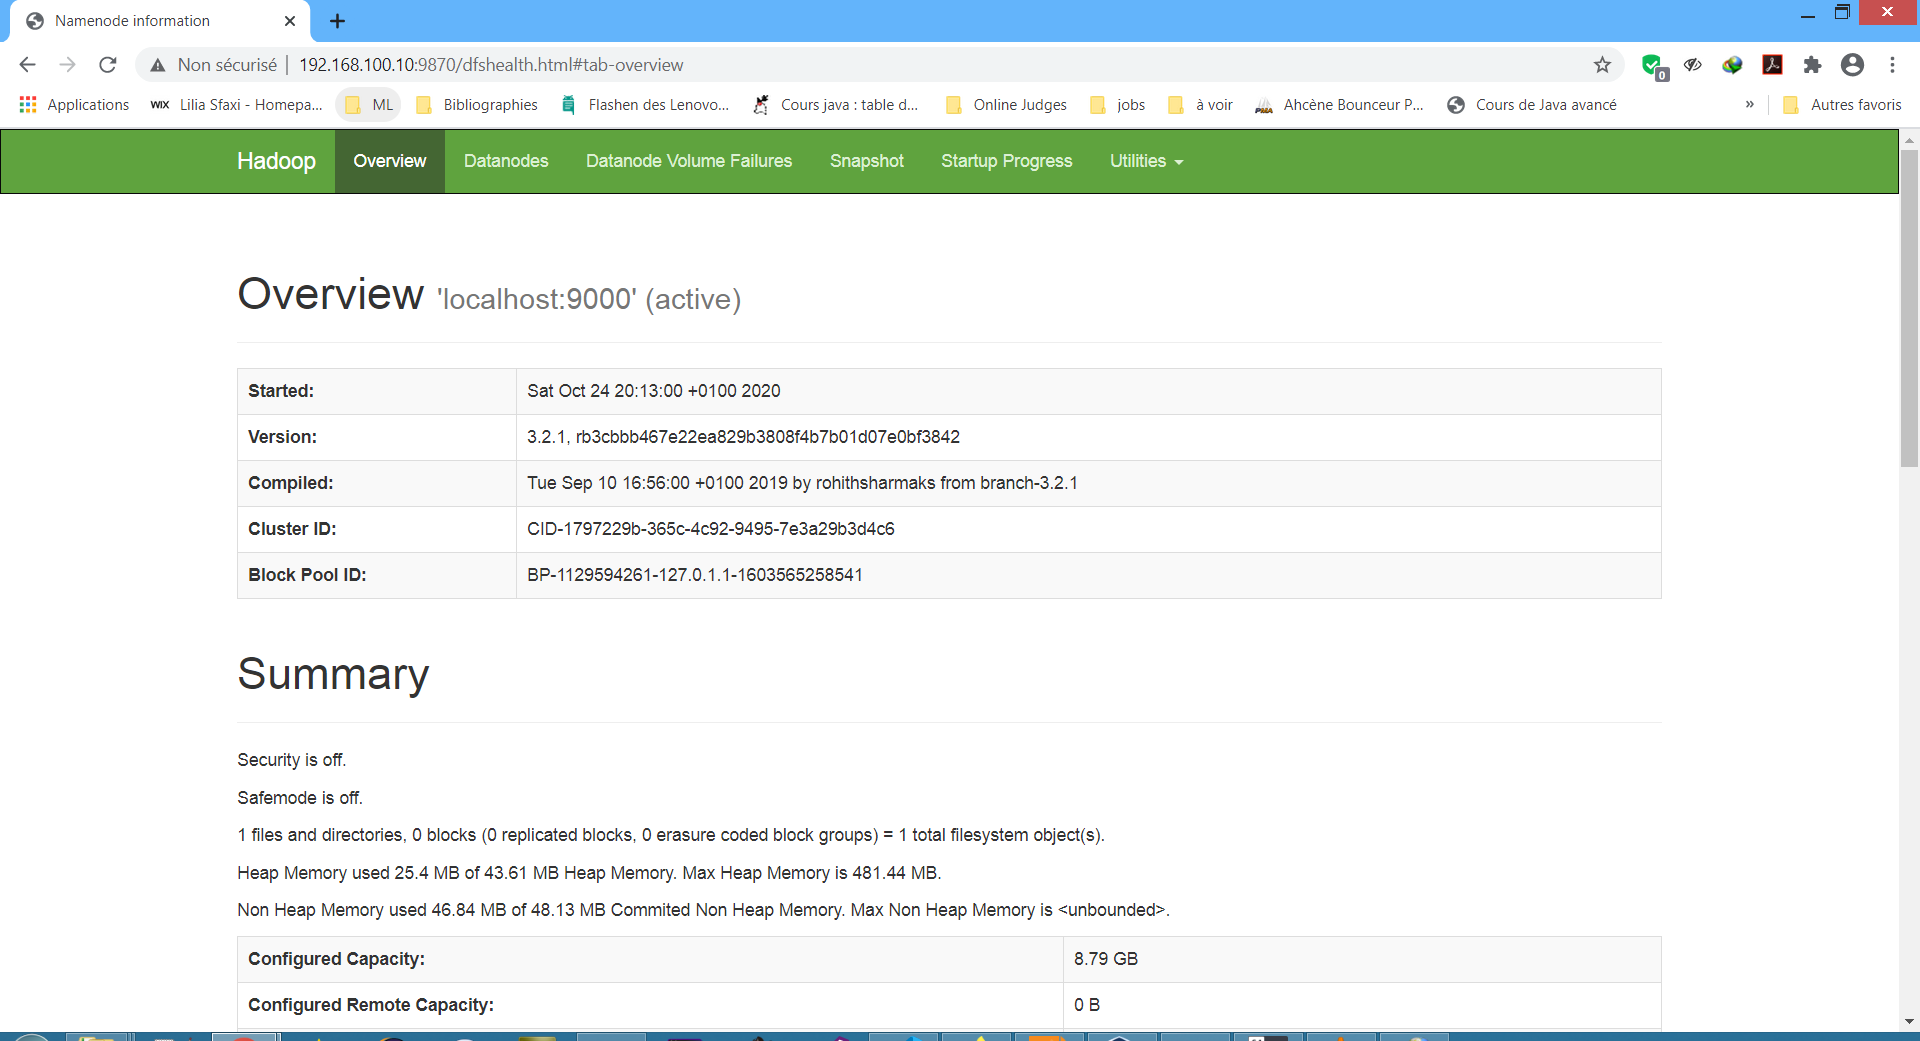 Namenode information
Non sécurisé | 192.168.100.10:9870/dfshealth.html#tab-overview
0
Applications WIX Lilia Sfaxi - Homepa... ML Bibliographies Flashen des Lenovo... Cours java : table d... Online Judges jobs à voir Ahcène Bounceur P... Cours de Java avancé » Autres favoris
Hadoop Overview Datanodes Datanode Volume Failures Snapshot Startup Progress Utilities
Overview 'localhost:9000' (active)
Started: Sat Oct 24 20:13:00 +0100 2020
Version: 3.2.1, rb3cbbb467e22ea829b3808f4b7b01d07e0bf3842
Compiled: Tue Sep 10 16:56:00 +0100 2019 by rohithsharmaks from branch-3.2.1
Cluster ID: CID-1797229b-365c-4c92-9495-7e3a29b3d4c6
Block Pool ID: BP-1129594261-127.0.1.1-1603565258541
Summary
Security is off.
Safemode is off.
1 files and directories, 0 blocks (0 replicated blocks, 0 erasure coded block groups) = 1 total filesystem object(s).
Heap Memory used 25.4 MB of 43.61 MB Heap Memory. Max Heap Memory is 481.44 MB.
Non Heap Memory used 46.84 MB of 48.13 MB Commited Non Heap Memory. Max Non Heap Memory is <unbounded>.
Configured Capacity: 8.79 GB
Configured Remote Capacity: 0 B